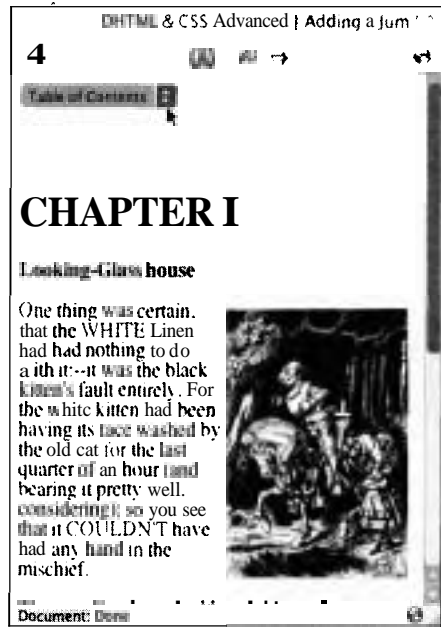 DHTML & CSS Advanced | Adding a Jum
4
Table of Contents
CHAPTER I
Looking-Glass house
One thing was certain,
that the WHITE Linen
had had nothing to do
a ith it:--it was the black
kitten's fault entirely. For
the white kitten had been
having its face washed by
the old cat for the last
quarter of an hour (and
bearing it pretty well,
considering); so you see
that it COULDN'T have
had any hand in the
mischief.
Document: Done